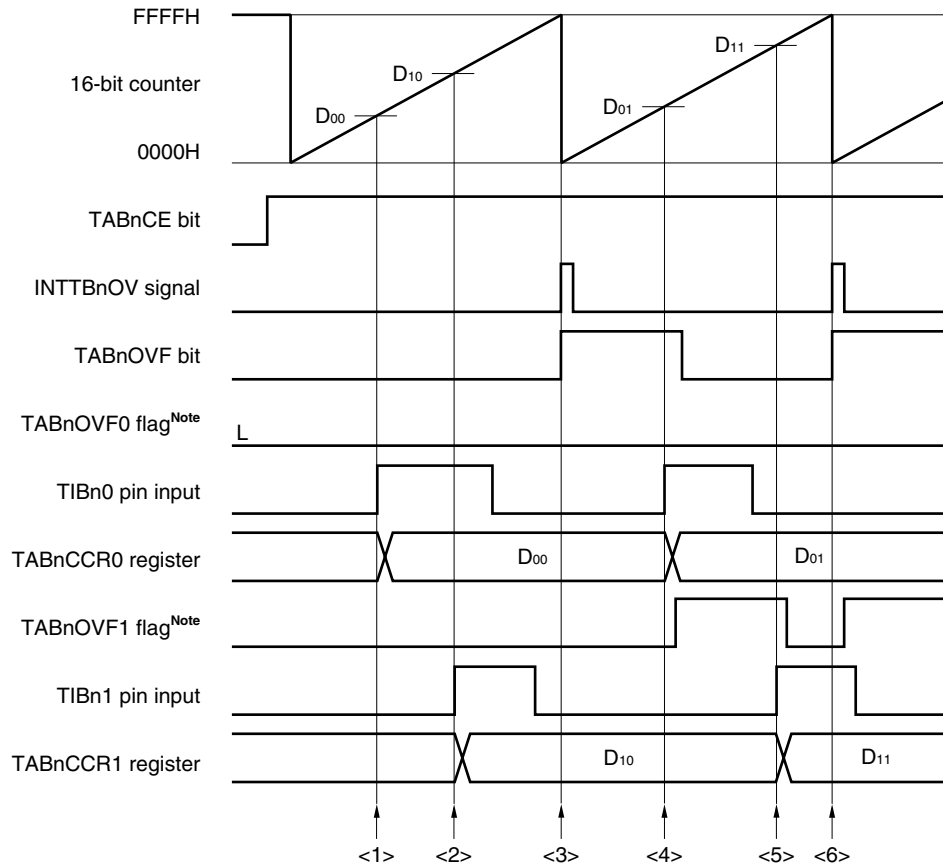 FFFFH
16-bit counter
0000H
D00
D10
D01
D11
TABnCE bit
INTTBnOV signal
TABnOVF bit
TABnOVF0 flagNote
L
TIBn0 pin input
TABnCCR0 register
D00
D01
TABnOVF1 flagNote
TIBn1 pin input
TABnCCR1 register
D10
D11
<1> <2> <3> <4> <5> <6>